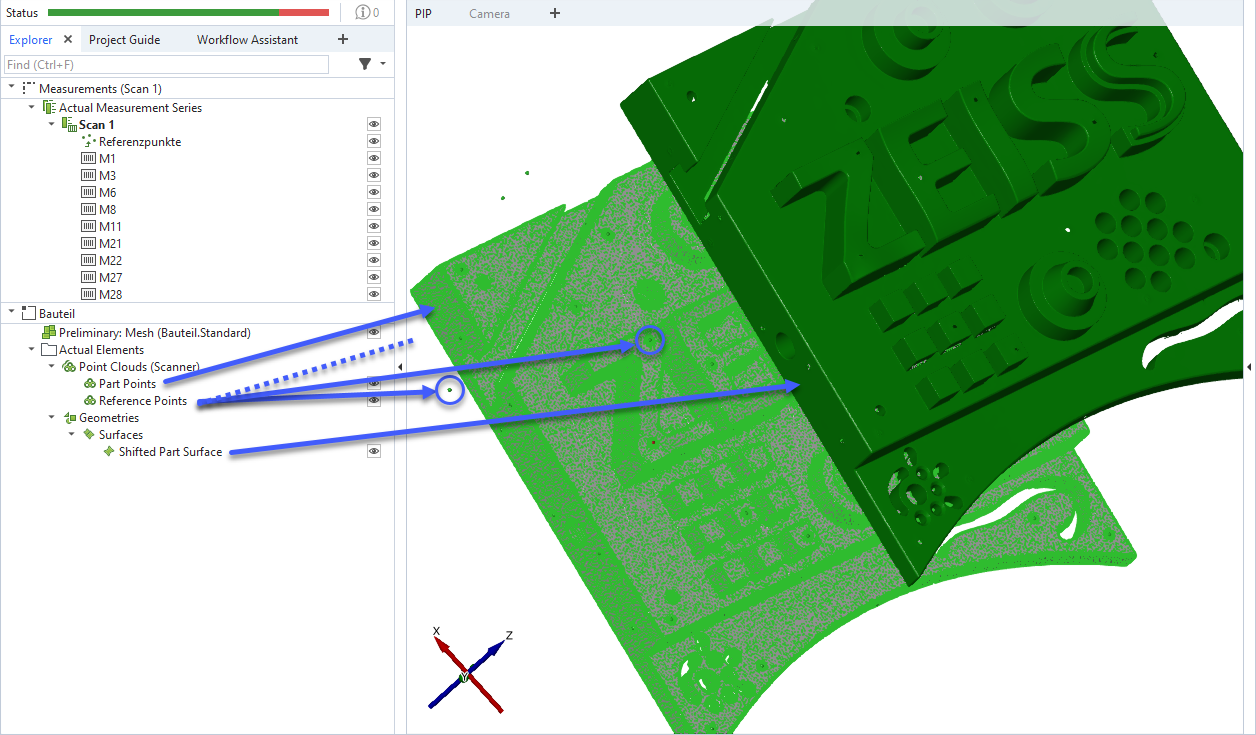 Status
0
Explorer
Project Guide
Workflow Assistant
Find (Ctrl+F)
Measurements (Scan 1)
Actual Measurement Series
Scan 1
Referenzpunkte
M1
M3
M6
M8
M11
M21
M22
M27
M28
Bauteil
Preliminary: Mesh (Bauteil.Standard)
Actual Elements
Point Clouds (Scanner)
Part Points
Reference Points
Geometries
Surfaces
Shifted Part Surface
PIP
Camera
ZEISS
X
Z
Y